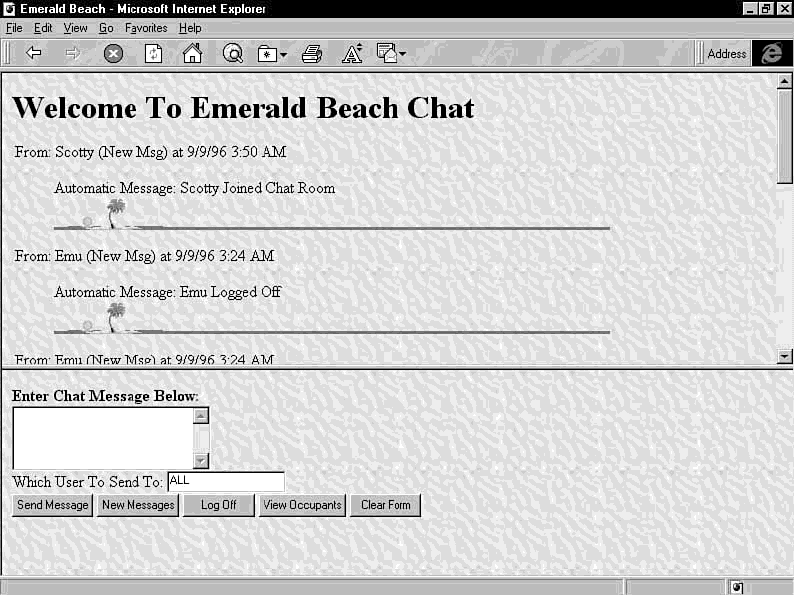 Emerald Beach - Microsoft Internet Explorer
File Edit View Go Favorites Help
Address
Welcome To Emerald Beach Chat
From: Scotty (New Msg) at 9/9/96 3:50 AM
Automatic Message: Scotty Joined Chat Room
From: Emu (New Msg) at 9/9/96 3:24 AM
Automatic Message: Emu Logged Off
From: Emu (New Msg) at 9/9/96 3:24 AM
Enter Chat Message Below:
Which User To Send To: ALL
Send Message New Messages Log Off View Occupants Clear Form